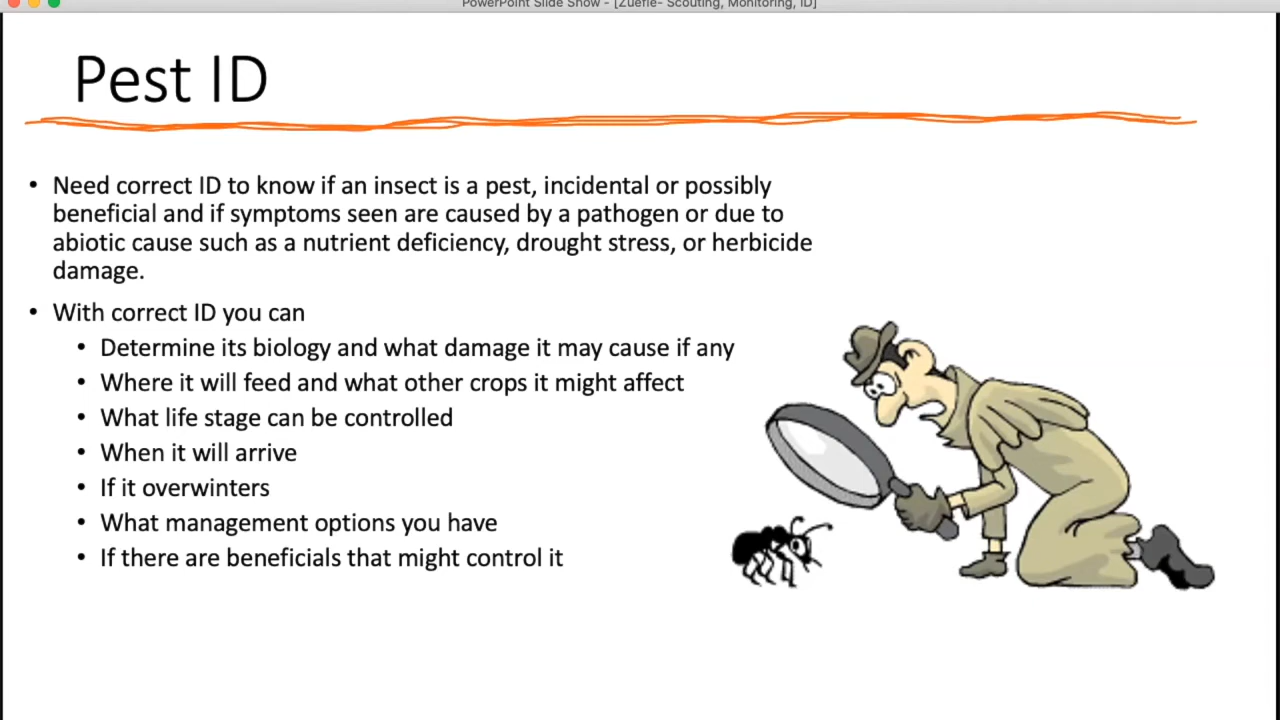 PowerPoint Slide Show - [Zuefle- Scouting, Monitoring, ID]
Pest ID
• Need correct ID to know if an insect is a pest, incidental or possibly
beneficial and if symptoms seen are caused by a pathogen or due to
abiotic cause such as a nutrient deficiency, drought stress, or herbicide
damage.
• With correct ID you can
• Determine its biology and what damage it may cause if any
• Where it will feed and what other crops it might affect
• What life stage can be controlled
• When it will arrive
• If it overwinters
• What management options you have
• If there are beneficials that might control it